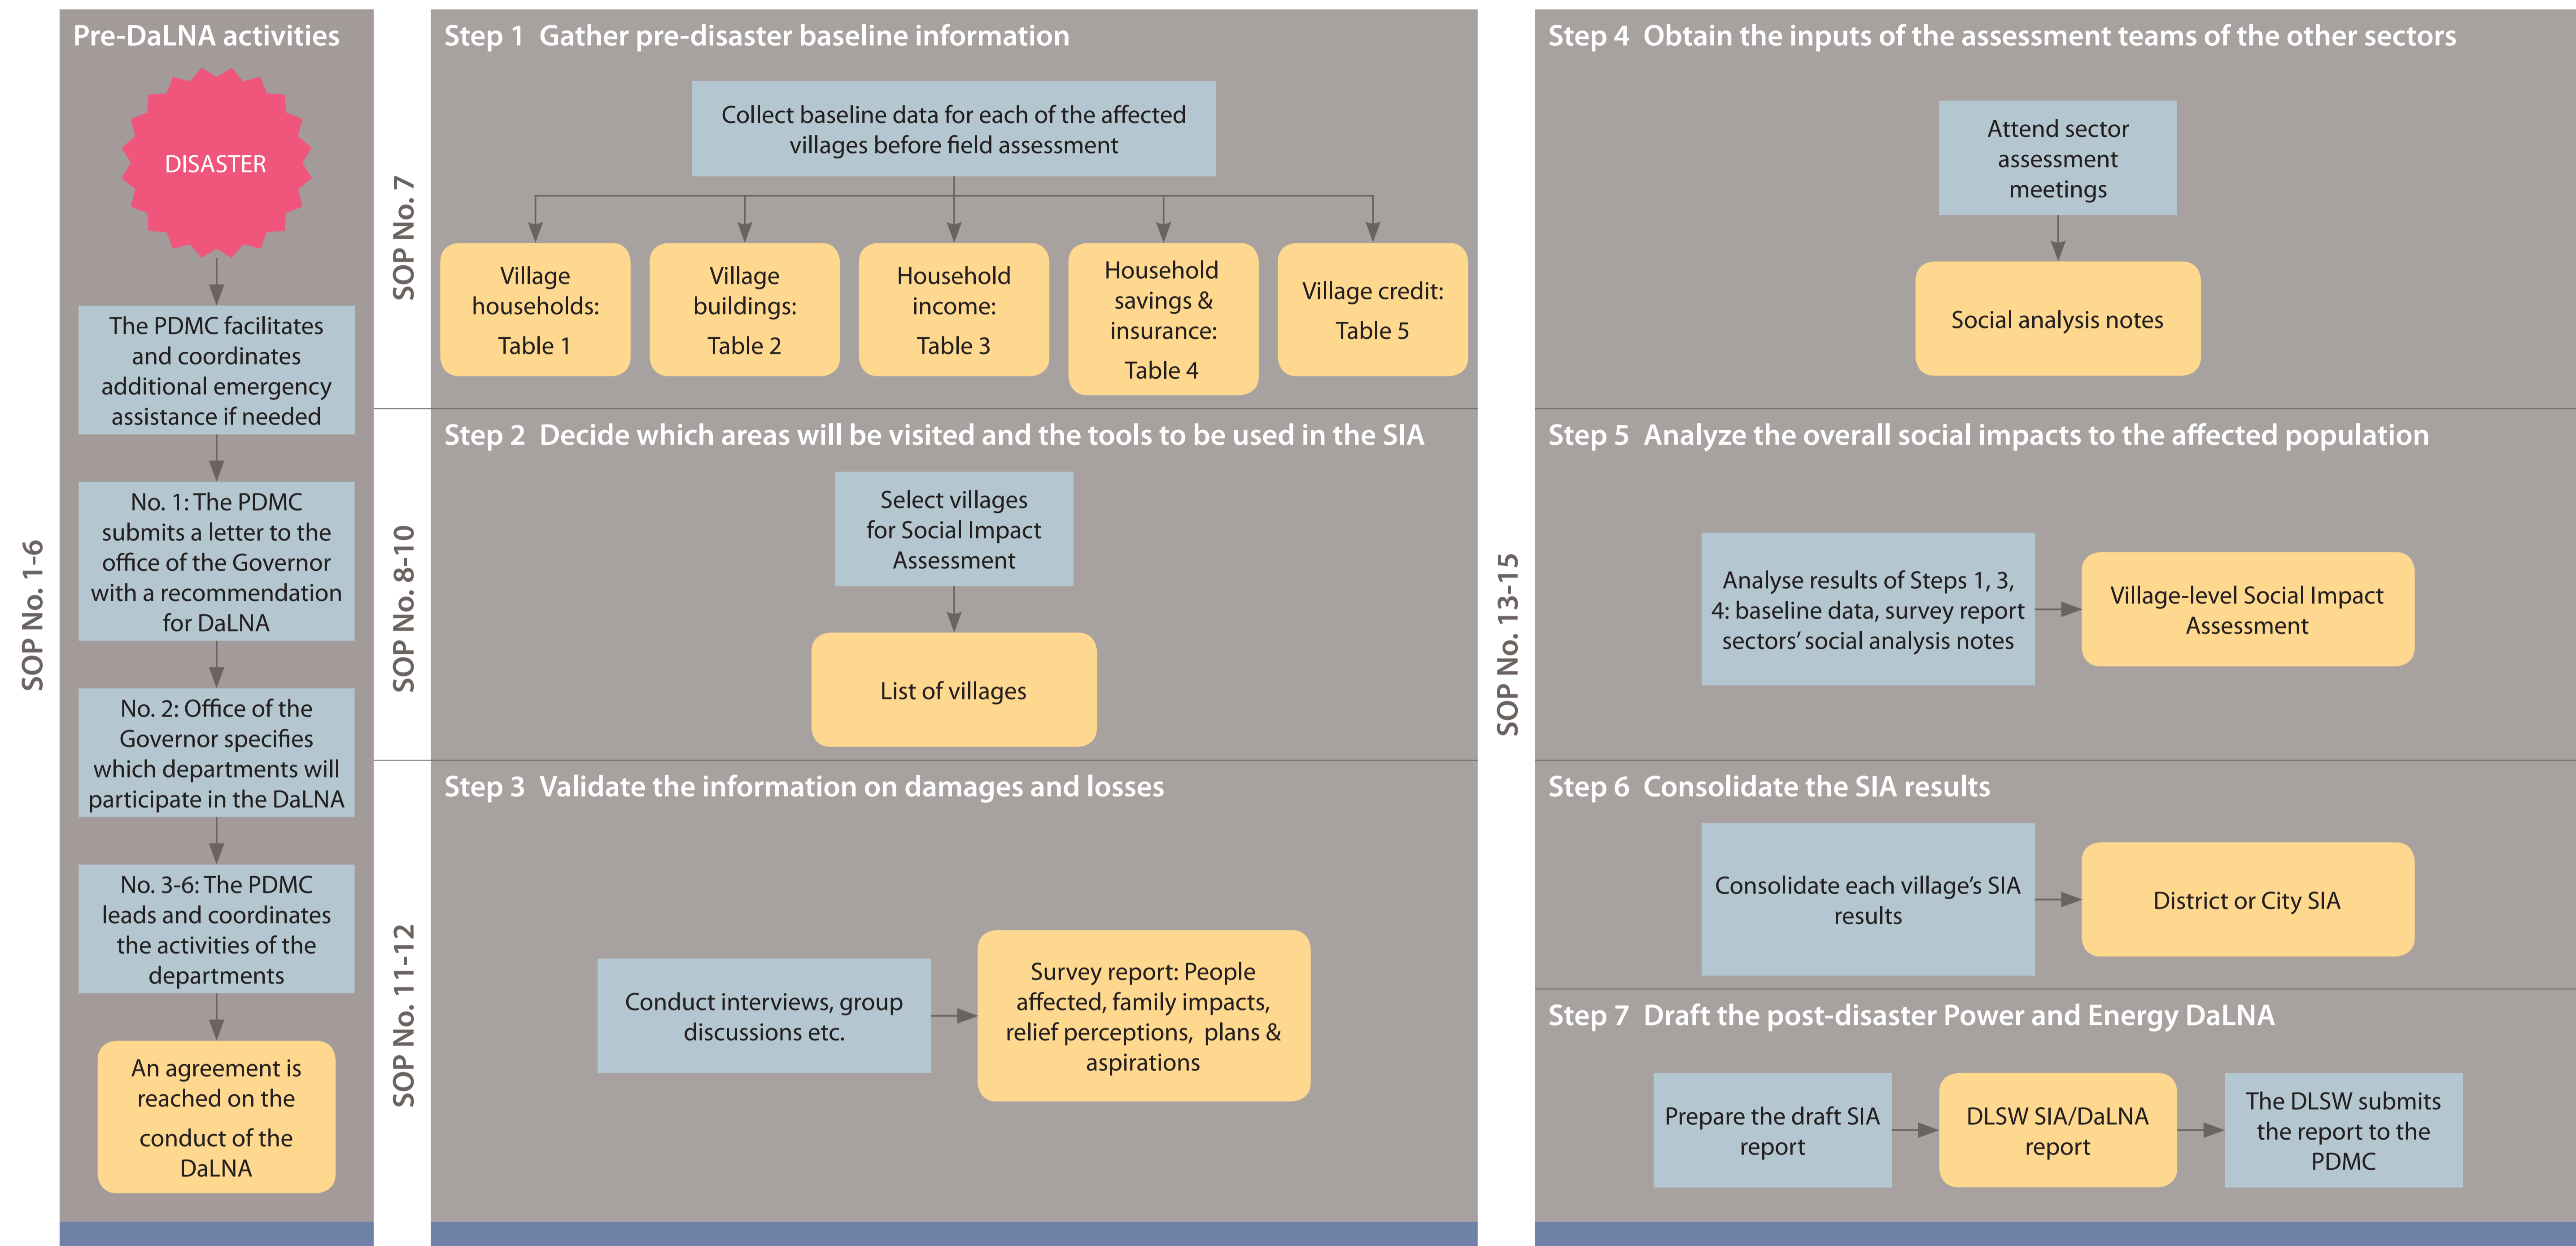 Pre-DaLNA activities
DISASTER
The PDMC facilitates
and coordinates
additional emergency
assistance if needed
No. 1: The PDMC
submits a letter to the
office of the Governor
with a recommendation
for DaLNA
No. 2: Office of the
Governor specifies
which departments will
participate in the DaLNA
No. 3-6: The PDMC
leads and coordinates
the activities of the
departments
An agreement is
reached on the
conduct of the
DaLNA
SOP No. 1-6
SOP No. 7
Step 1 Gather pre-disaster baseline information
Collect baseline data for each of the affected
villages before field assessment
Village
households:
Table 1
Village
buildings:
Table 2
Household
income:
Table 3
Household
savings &
insurance:
Table 4
Village credit:
Table 5
SOP No. 8-10
Step 2 Decide which areas will be visited and the tools to be used in the SIA
Select villages
for Social Impact
Assessment
List of villages
SOP No. 11-12
Step 3 Validate the information on damages and losses
Conduct interviews, group
discussions etc.
Survey report: People
affected, family impacts,
relief perceptions, plans &
aspirations
SOP No. 13-15
Step 4 Obtain the inputs of the assessment teams of the other sectors
Attend sector
assessment
meetings
Social analysis notes
Step 5 Analyze the overall social impacts to the affected population
Analyse results of Steps 1, 3,
4: baseline data, survey report
sectors’ social analysis notes
Village-level Social Impact
Assessment
Step 6 Consolidate the SIA results
Consolidate each village’s SIA
results
District or City SIA
Step 7 Draft the post-disaster Power and Energy DaLNA
Prepare the draft SIA
report
DLSW SIA/DaLNA
report
The DLSW submits
the report to the
PDMC